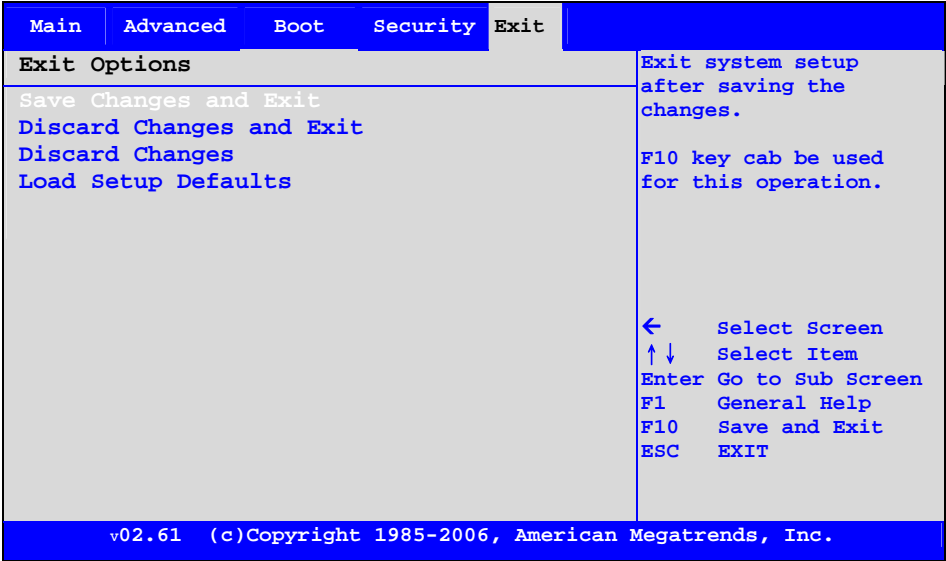 Main Advanced Boot Security Exit
Exit Options
Save Changes and Exit
Discard Changes and Exit
Discard Changes
Load Setup Defaults
Exit system setup
after saving the
changes.
F10 key cab be used
for this operation.
← Select Screen
↑↓ Select Item
Enter Go to Sub Screen
F1 General Help
F10 Save and Exit
ESC EXIT
v02.61 (c)Copyright 1985-2006, American Megatrends, Inc.